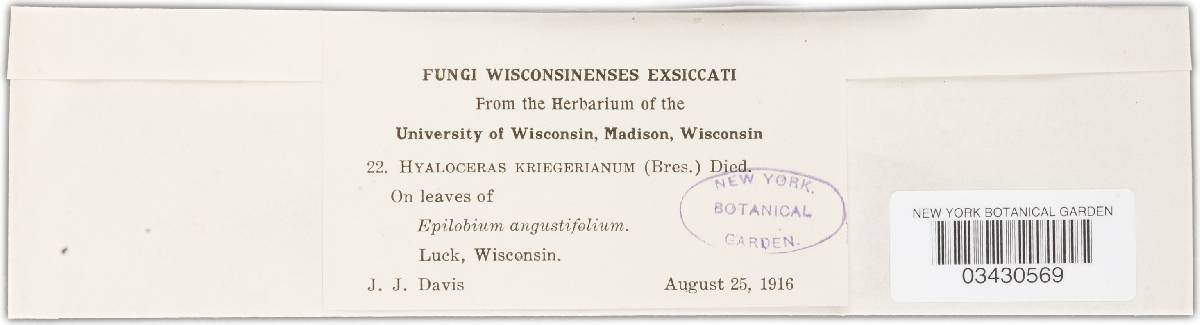 FUNGI WISCONSINENSES EXSICCATI
From the Herbarium of the
University of Wisconsin, Madison, Wisconsin
22. HYALOCERAS KRIEGERIANUM (Bres.) Died.
On leaves of
Epilobium angustifolium.
Luck, Wisconsin.
J. J. Davis August 25, 1916
NEW YORK
BOTANICAL
GARDEN.
NEW YORK BOTANICAL GARDEN
03430569